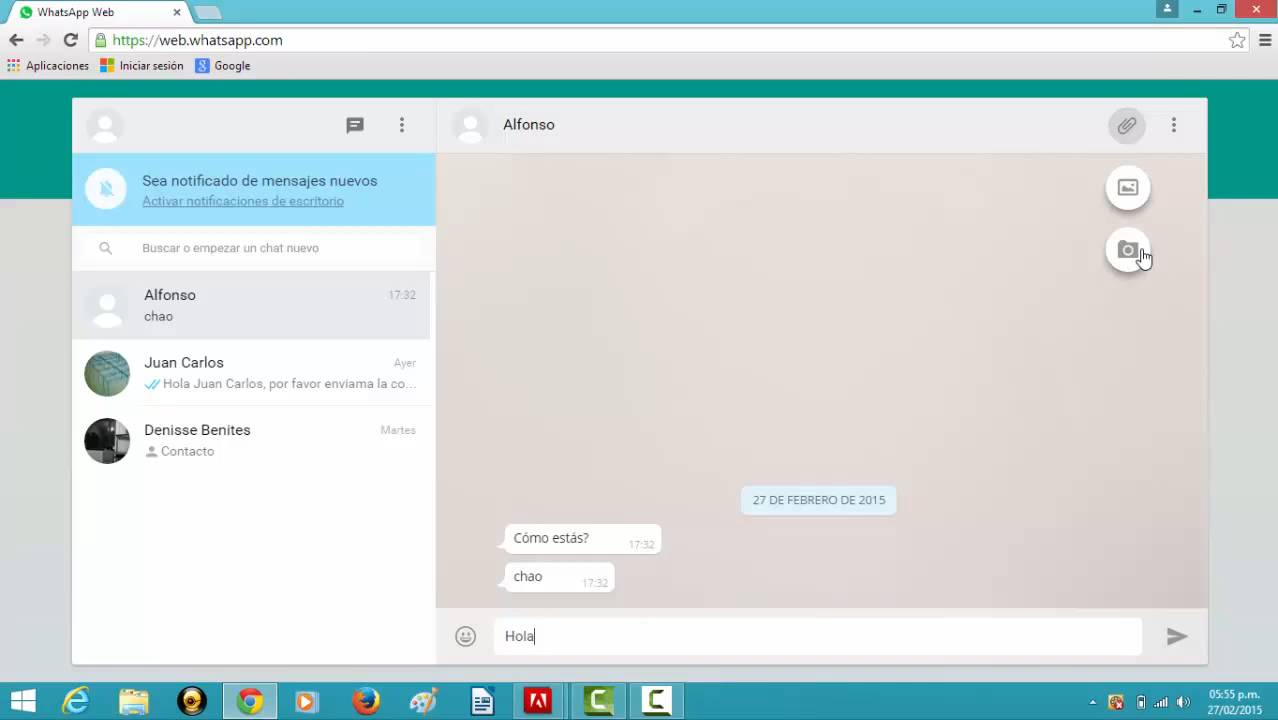 WhatsApp Web
https://web.whatsapp.com
Aplicaciones
Iniciar sesión
Google
Alfonso
Sea notificado de mensajes nuevos
Activar notificaciones de escritorio
Buscar o empezar un chat nuevo
Alfonso 17:32
chao
Juan Carlos Ayer
Hola Juan Carlos, por favor enviama la co...
Denisse Benites Martes
Contacto
27 DE FEBRERO DE 2015
Cómo estás? 17:32
chao 17:32
Hola
05:55 p.m.
27/02/2015